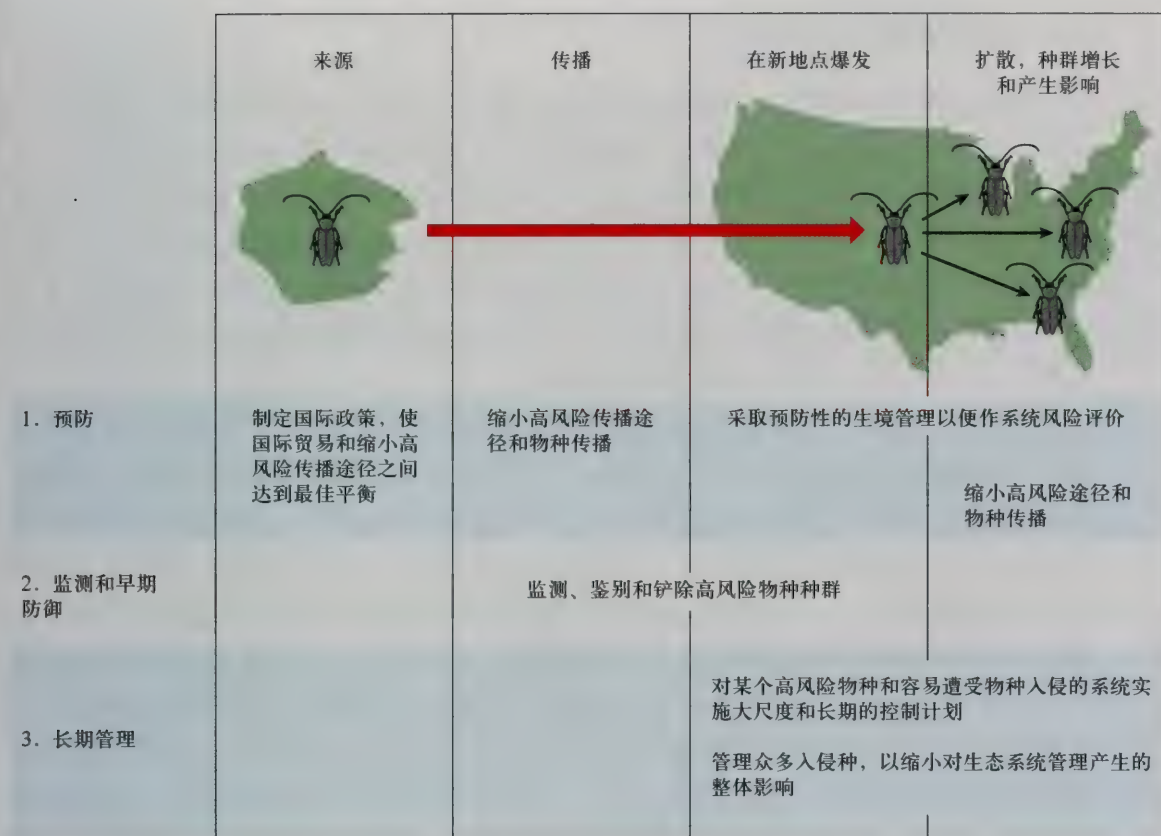 来源
传播
在新地点爆发
扩散，种群增长
和产生影响
1. 预防
制定国际政策，使
国际贸易和缩小高
风险传播途径之间
达到最佳平衡
缩小高风险传播途
径和物种传播
采取预防性的生境管理以便作系统风险评价
缩小高风险途径和
物种传播
2. 监测和早期
防御
监测、鉴别和铲除高风险物种种群
3. 长期管理
对某个高风险物种和容易遭受物种入侵的系统实
施大尺度和长期的控制计划
管理众多入侵种，以缩小对生态系统管理产生的
整体影响